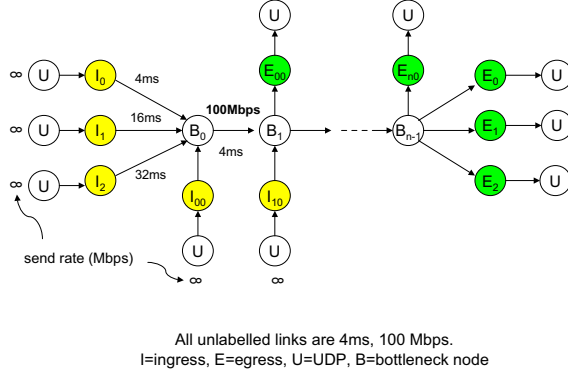 U
U
E₀₀
Eₙ₀
∞ U I₀ 4ms E₀ U
100Mbps
∞ U I₁ 16ms B₀ B₁ Bₙ₋₁ E₁ U
4ms
∞ U I₂ 32ms E₂ U
I₀₀ I₁₀
send rate (Mbps)
U U
∞ ∞
All unlabelled links are 4ms, 100 Mbps.
I=ingress, E=egress, U=UDP, B=bottleneck node